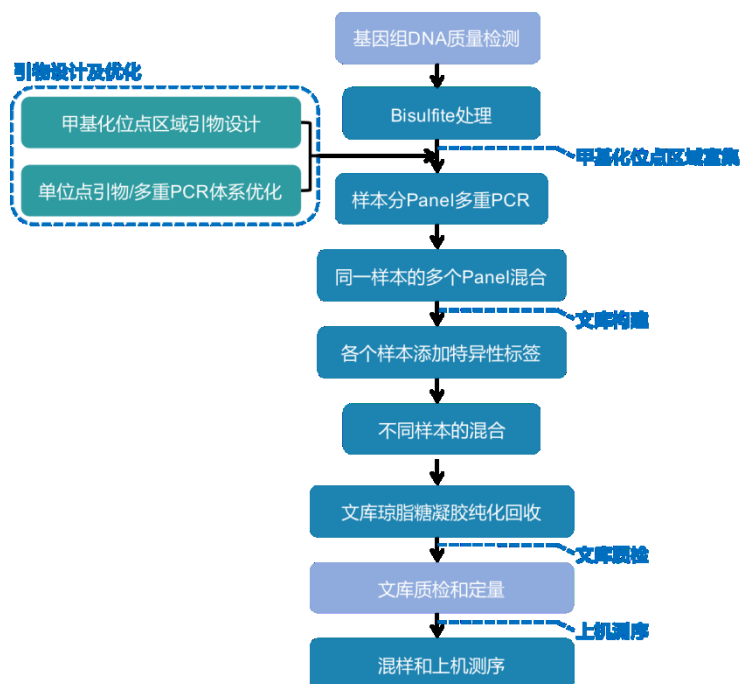 基因组DNA质量检测
引物设计及优化
Bisulfite处理
甲基化位点区域引物设计
甲基化位点区域富集
单位点引物/多重PCR体系优化
样本分Panel多重PCR
同一样本的多个Panel混合
文库构建
各个样本添加特异性标签
不同样本的混合
文库琼脂糖凝胶纯化回收
文库质检
文库质检和定量
上机测序
混样和上机测序